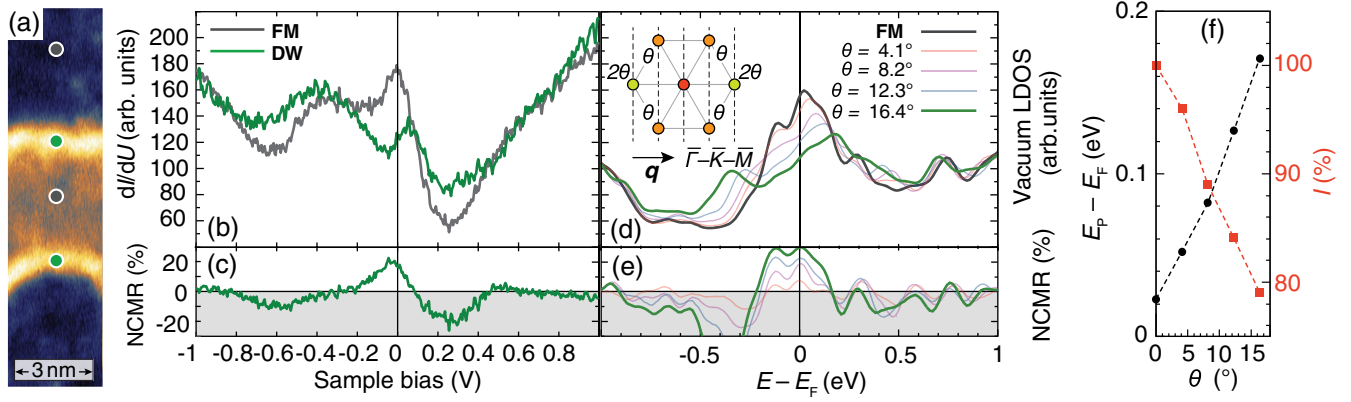 (a)
3 nm
dI/dU (arb. units)
200
180
160
140
120
100
80
60
FM
DW
(b)
NCMR (%)
20
0
-20
(c)
-1 -0.8 -0.6 -0.4 -0.2 0 0.2 0.4 0.6 0.8
Sample bias (V)
2θ θ θ 2θ
θ θ
q Γ̅–K̅–M̅
FM
θ = 4.1°
θ = 8.2°
θ = 12.3°
θ = 16.4°
(d)
Vacuum LDOS
(arb.units)
(e)
NCMR (%)
-0.5 0 0.5 1
E – E_F (eV)
(f)
E_P – E_F (eV)
0.2
0.1
0
0 5 10 15
θ (°)
100
90
80
I (%)